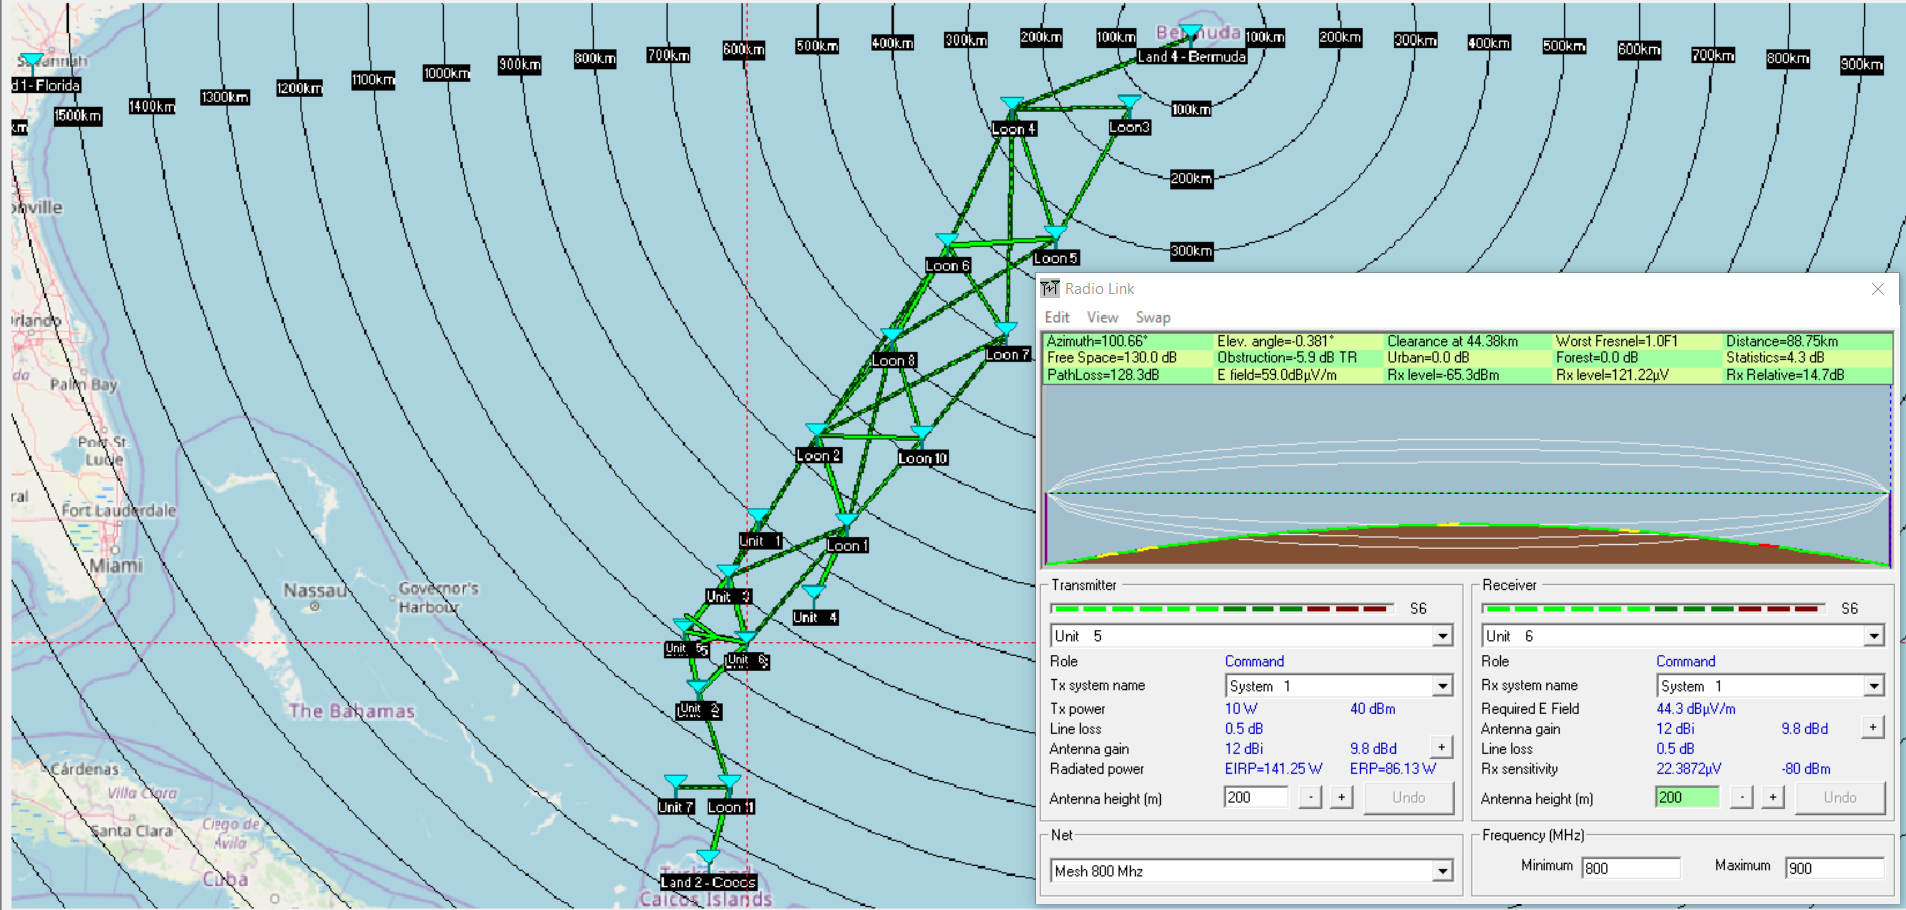 Bermuda
Land 4 - Bermuda
100km
200km
300km
400km
500km
600km
700km
800km
900km
1000km
1100km
1200km
1300km
1400km
1500km
100km
200km
300km
400km
500km
600km
700km
800km
900km
100km
200km
300km
km
Savannah
d 1 - Florida
onville
Orlando
da
Palm Bay
Port St.
Lucie
ral
Fort Lauderdale
Miami
Nassau
Governor's
Harbour
The Bahamas
Cárdenas
Villa Clara
Santa Clara
Ciego de
Ávila
Cuba
Caicos Islands
Loon 4
Loon3
Loon 6
Loon 5
Loon 8
Loon 7
Loon 2
Loon 10
Unit 1
Loon 1
Unit 3
Unit 4
Unit 5
Unit 6
Unit 2
Unit 7
Loon 11
Land 2 - Cocos
Radio Link
Edit View Swap
Azimuth=100.66° Elev. angle=-0.381° Clearance at 44.38km Worst Fresnel=1.0F1 Distance=88.75km
Free Space=130.0 dB Obstruction=-5.9 dB TR Urban=0.0 dB Forest=0.0 dB Statistics=4.3 dB
PathLoss=128.3dB E field=59.0dBµV/m Rx level=-65.3dBm Rx level=121.22µV Rx Relative=14.7dB
Transmitter
S6
Unit 5
Role Command
Tx system name System 1
Tx power 10 W 40 dBm
Line loss 0.5 dB
Antenna gain 12 dBi 9.8 dBd +
Radiated power EIRP=141.25 W ERP=86.13 W
Antenna height (m) 200 - + Undo
Net
Mesh 800 Mhz
Receiver
S6
Unit 6
Role Command
Rx system name System 1
Required E Field 44.3 dBµV/m
Antenna gain 12 dBi 9.8 dBd +
Line loss 0.5 dB
Rx sensitivity 22.3872µV -80 dBm
Antenna height (m) 200 - + Undo
Frequency (MHz)
Minimum 800 Maximum 900